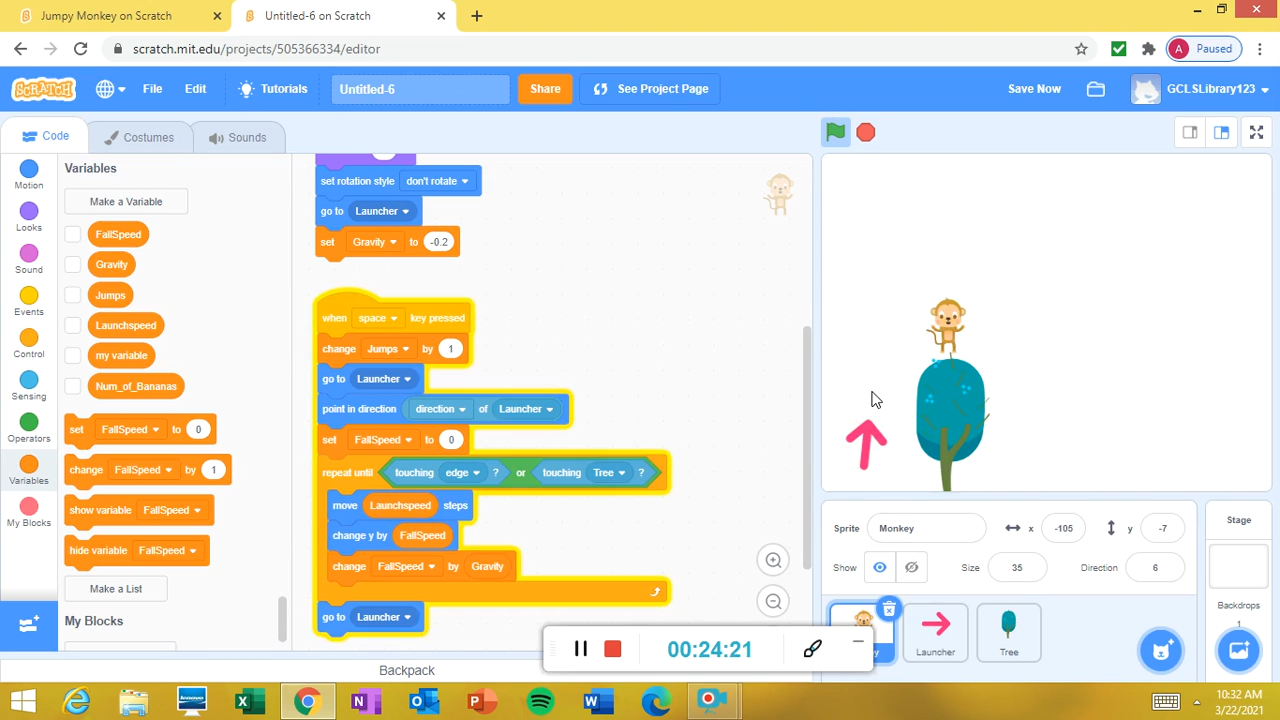 Jumpy Monkey on Scratch
Untitled-6 on Scratch
scratch.mit.edu/projects/505366334/editor
A Paused
SCRATCH File Edit Tutorials Untitled-6 Share See Project Page Save Now GCLSLibrary123
Code Costumes Sounds
Motion
Looks
Sound
Events
Control
Sensing
Operators
Variables
My Blocks
Variables
Make a Variable
FallSpeed
Gravity
Jumps
Launchspeed
my variable
Num_of_Bananas
set FallSpeed to 0
change FallSpeed by 1
show variable FallSpeed
hide variable FallSpeed
Make a List
My Blocks
set rotation style don't rotate
go to Launcher
set Gravity to -0.2
when space key pressed
change Jumps by 1
go to Launcher
point in direction direction of Launcher
set FallSpeed to 0
repeat until touching edge ? or touching Tree ?
move Launchspeed steps
change y by FallSpeed
change FallSpeed by Gravity
go to Launcher
Backpack
Sprite Monkey x -105 y -7
Show Size 35 Direction 6
Launcher
Tree
Stage
Backdrops
1
00:24:21
10:32 AM
3/22/2021